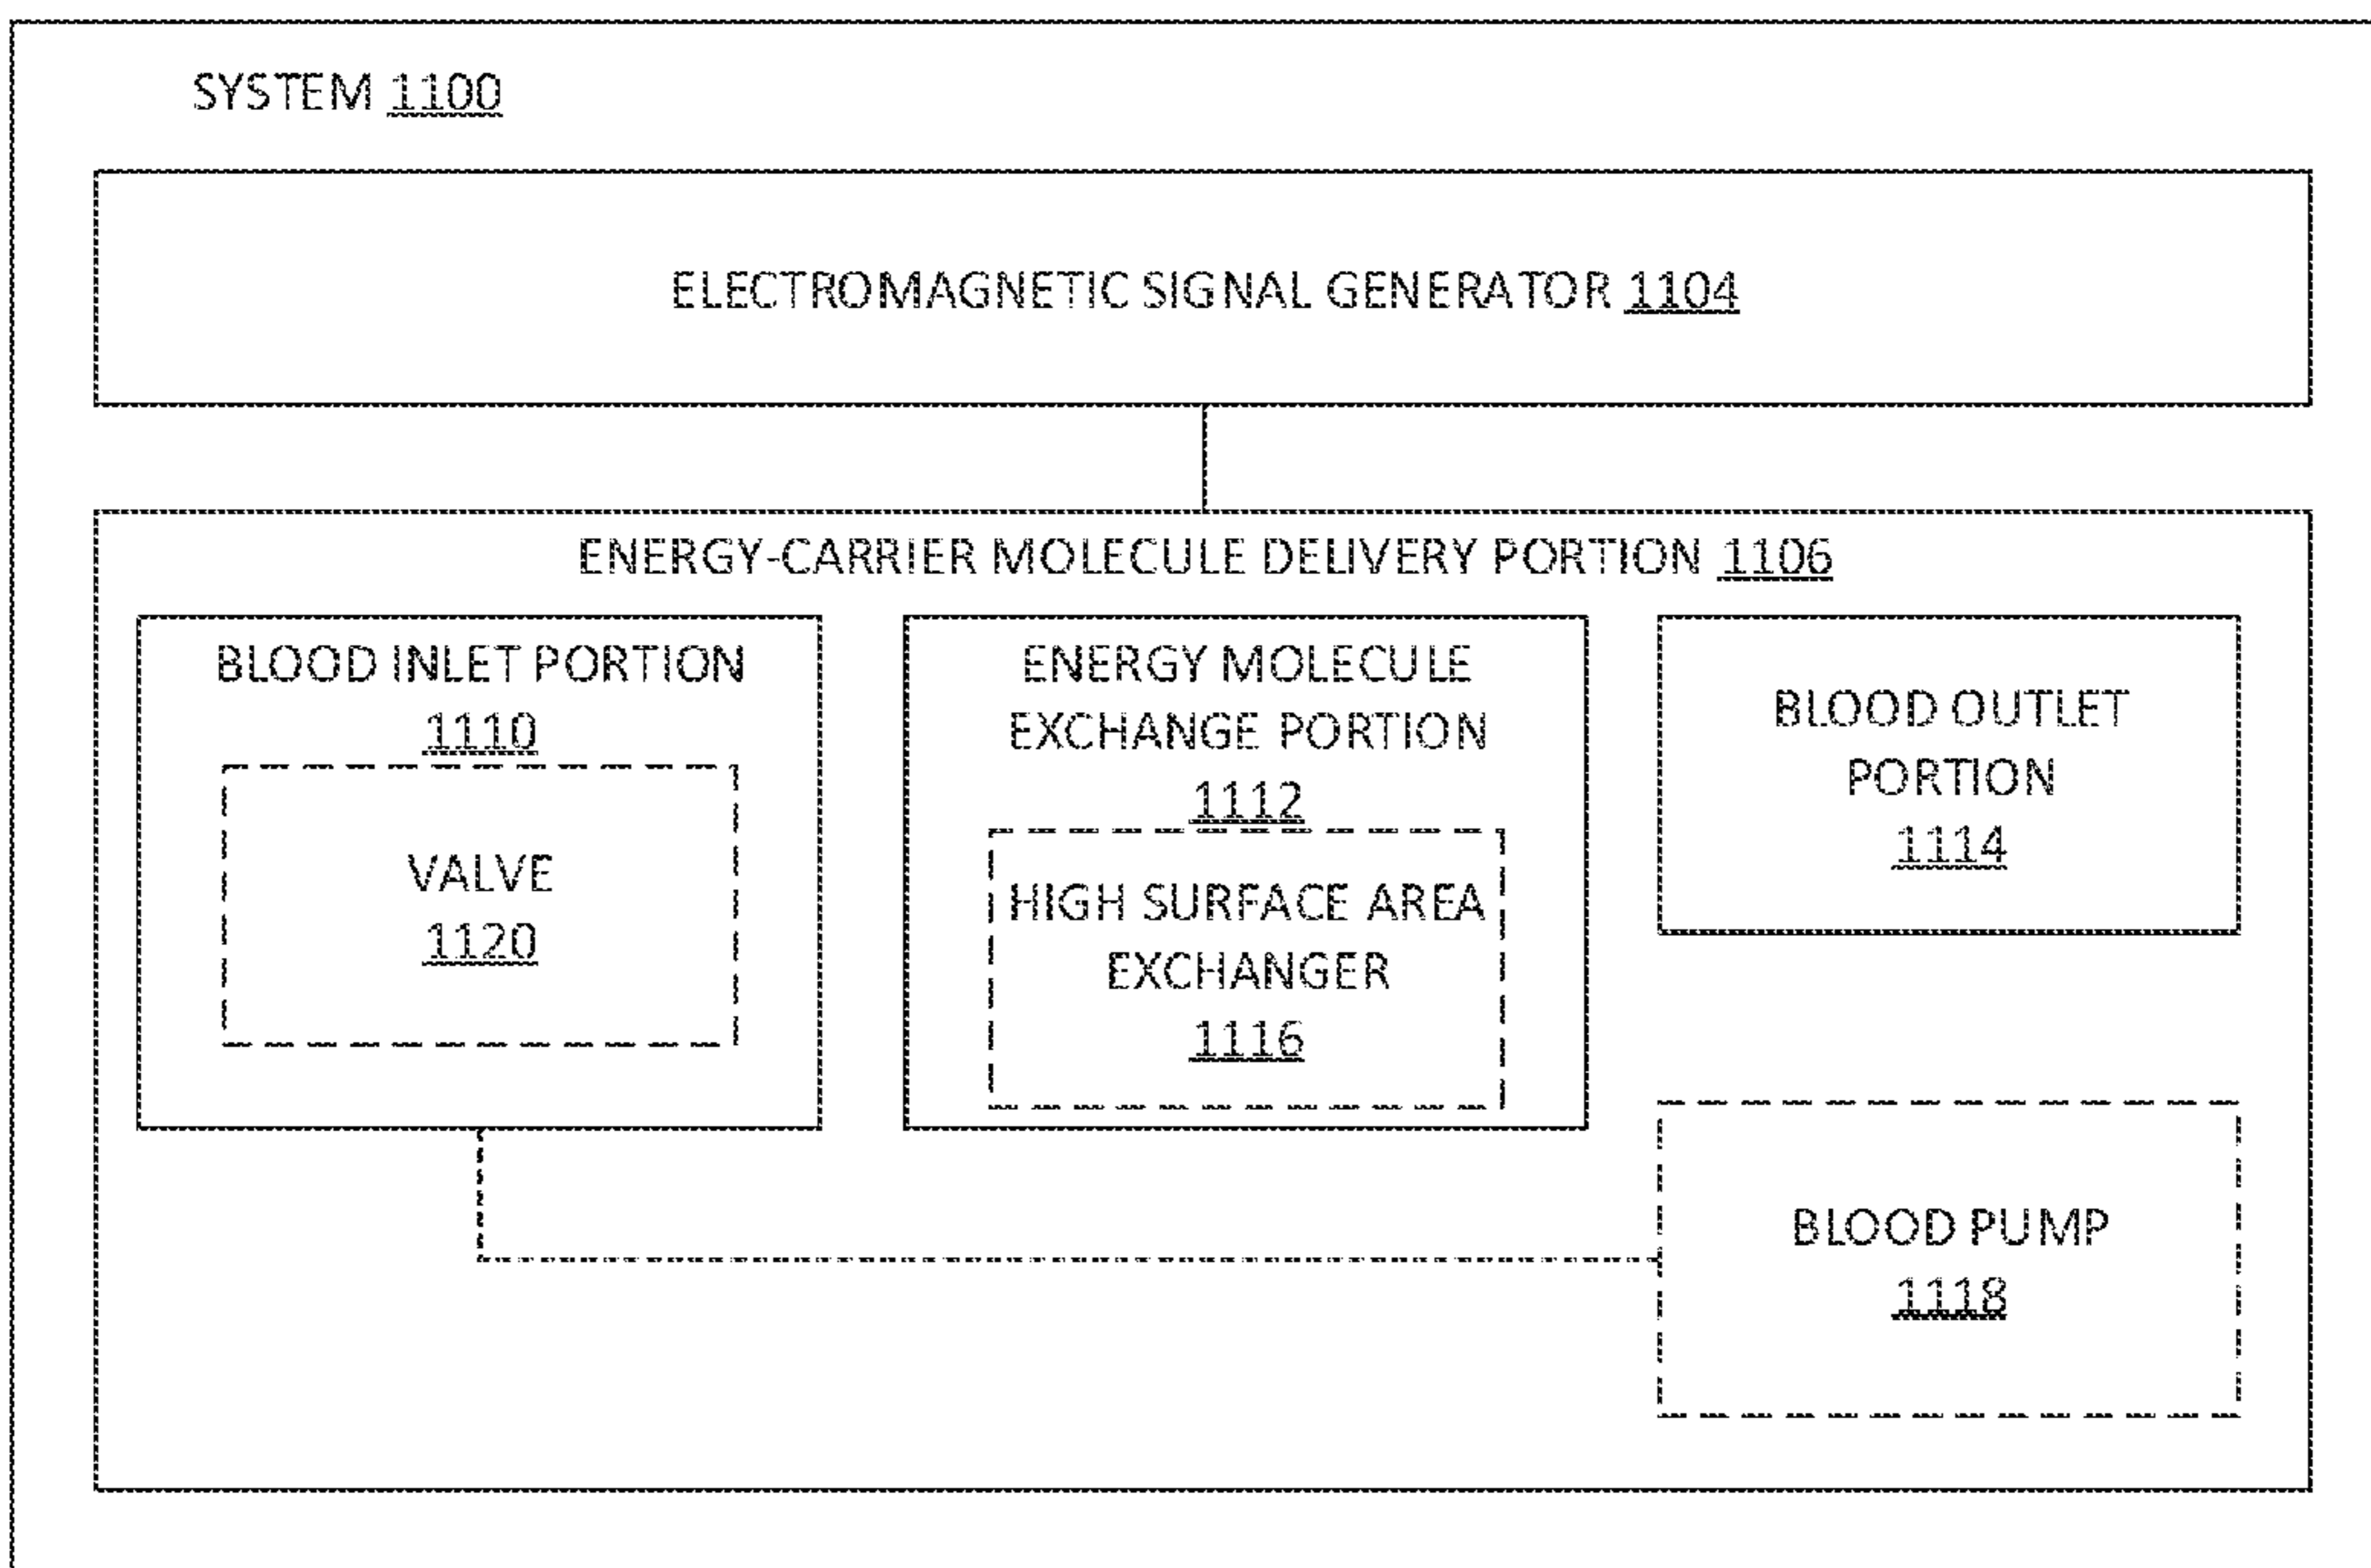 SYSTEM 1100
ELECTROMAGNETIC SIGNAL GENERATOR 1104
ENERGY-CARRIER MOLECULE DELIVERY PORTION 1106
BLOOD INLET PORTION
1110
VALVE
1120
ENERGY MOLECULE
EXCHANGE PORTION
1112
HIGH SURFACE AREA
EXCHANGER
1116
BLOOD OUTLET
PORTION
1114
BLOOD PUMP
1118